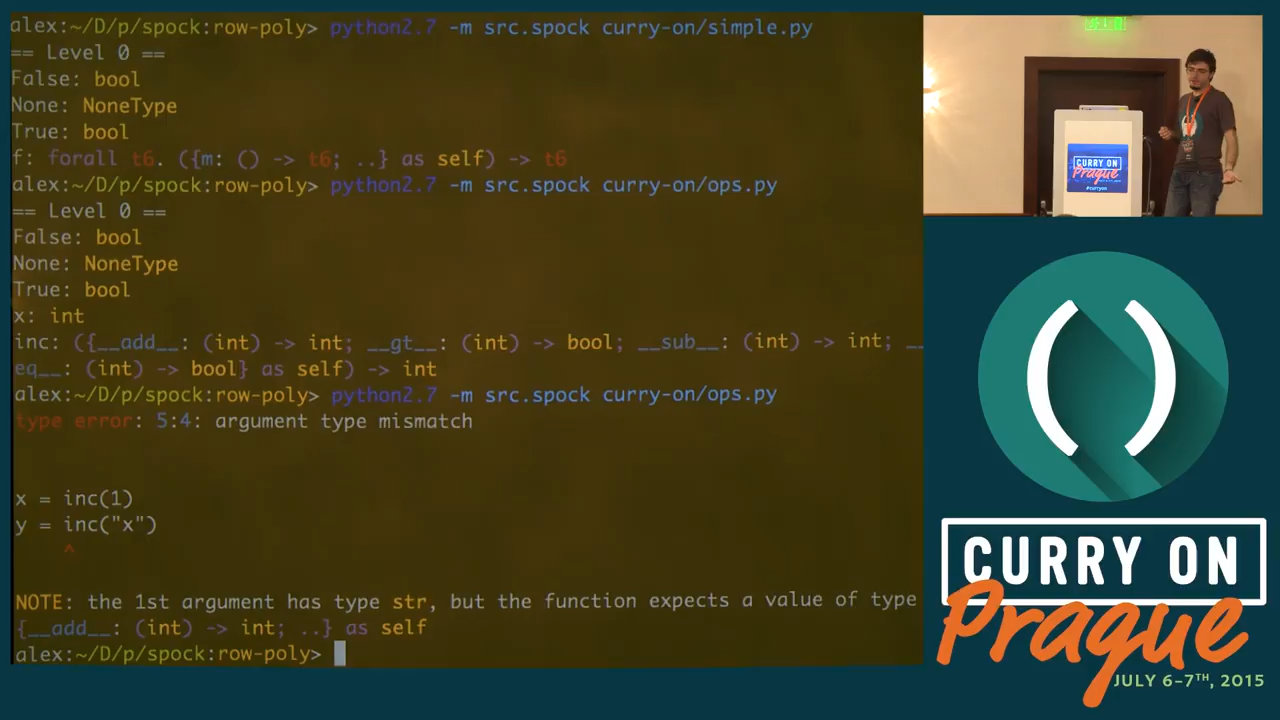 alex:~/D/p/spock:row-poly> python2.7 -m src.spock curry-on/simple.py
== Level 0 ==
False: bool
None: NoneType
True: bool
f: forall t6. ({m: () -> t6; ..} as self) -> t6
alex:~/D/p/spock:row-poly> python2.7 -m src.spock curry-on/ops.py
== Level 0 ==
False: bool
None: NoneType
True: bool
x: int
inc: ({__add__: (int) -> int; __gt__: (int) -> bool; __sub__: (int) -> int; __
eq__: (int) -> bool} as self) -> int
alex:~/D/p/spock:row-poly> python2.7 -m src.spock curry-on/ops.py
type error: 5:4: argument type mismatch
x = inc(1)
y = inc("x")
^
NOTE: the 1st argument has type str, but the function expects a value of type
{__add__: (int) -> int; ..} as self
alex:~/D/p/spock:row-poly>
CURRY ON
Prague
#curryon
( )
CURRY ON
Prague
JULY 6-7TH, 2015